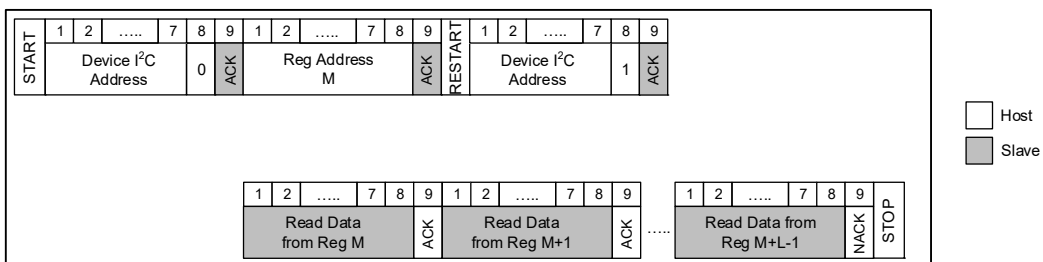 START 1 2 ..... 7 8 9 1 2 ..... 7 8 9 RESTART 1 2 ..... 7 8 9
Device I²C Address 0 ACK Reg Address M ACK Device I²C Address 1 ACK
Host
Slave
1 2 ..... 7 8 9 1 2 ..... 7 8 9 1 2 ..... 7 8 9 STOP
Read Data from Reg M ACK Read Data from Reg M+1 ACK ..... Read Data from Reg M+L-1 NACK